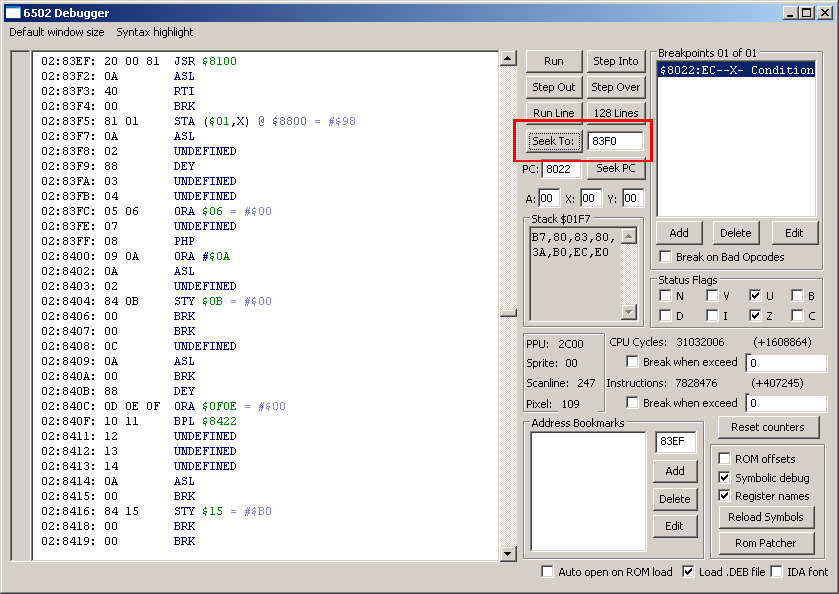 6502 Debugger
Default window size Syntax highlight
02:83EF: 20 00 81 JSR $8100
02:83F2: 0A ASL
02:83F3: 40 RTI
02:83F4: 00 BRK
02:83F5: 81 01 STA ($01,X) @ $8800 = #$98
02:83F7: 0A ASL
02:83F8: 02 UNDEFINED
02:83F9: 88 DEY
02:83FA: 03 UNDEFINED
02:83FB: 04 UNDEFINED
02:83FC: 05 06 ORA $06 = #$00
02:83FE: 07 UNDEFINED
02:83FF: 08 PHP
02:8400: 09 0A ORA #$0A
02:8402: 0A ASL
02:8403: 02 UNDEFINED
02:8404: 84 0B STY $0B = #$00
02:8406: 00 BRK
02:8407: 00 BRK
02:8408: 0C UNDEFINED
02:8409: 0A ASL
02:840A: 00 BRK
02:840B: 88 DEY
02:840C: 0D 0E 0F ORA $0F0E = #$00
02:840F: 10 11 BPL $8422
02:8411: 12 UNDEFINED
02:8412: 13 UNDEFINED
02:8413: 14 UNDEFINED
02:8414: 0A ASL
02:8415: 00 BRK
02:8416: 84 15 STY $15 = #$B0
02:8418: 00 BRK
02:8419: 00 BRK
Run Step Into
Step Out Step Over
Run Line 128 Lines
Seek To: 83F0
PC: 8022 Seek PC
A: 00 X: 00 Y: 00
Stack $01F7
B7,80,83,80,
3A,B0,EC,E0
Breakpoints 01 of 01
$8022:EC--X- Condition
Add Delete Edit
Break on Bad Opcodes
Status Flags
N V U B
D I Z C
PPU: 2C00
Sprite: 00
Scanline: 247
Pixel: 109
CPU Cycles: 31032006 (+1608864)
Break when exceed 0
Instructions: 7828476 (+407245)
Break when exceed 0
Address Bookmarks
83EF
Add
Delete
Edit
Reset counters
ROM offsets
Symbolic debug
Register names
Reload Symbols
Rom Patcher
Auto open on ROM load Load .DEB file IDA font